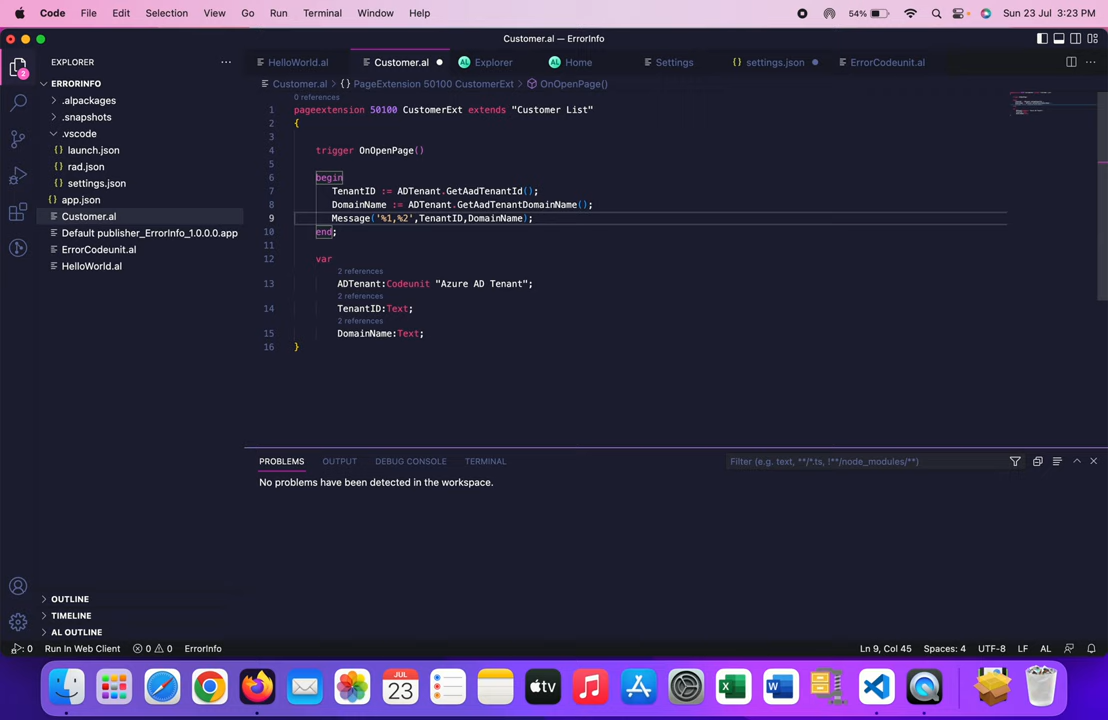 Code File Edit Selection View Go Run Terminal Window Help 54% Sun 23 Jul 3:23 PM
Customer.al — ErrorInfo
EXPLORER
2
ERRORINFO
.alpackages
.snapshots
.vscode
{} launch.json
{} rad.json
{} settings.json
{} app.json
Customer.al
Default publisher_ErrorInfo_1.0.0.0.app
ErrorCodeunit.al
HelloWorld.al
HelloWorld.al Customer.al AL Explorer AL Home Settings {} settings.json ErrorCodeunit.al
Customer.al > {} PageExtension 50100 CustomerExt > OnOpenPage()
0 references
1 pageextension 50100 CustomerExt extends "Customer List"
2 {
3
4 trigger OnOpenPage()
5
6 begin
7 TenantID := ADTenant.GetAadTenantId();
8 DomainName := ADTenant.GetAadTenantDomainName();
9 Message('%1,%2',TenantID,DomainName);
10 end;
11
12 var
2 references
13 ADTenant:Codeunit "Azure AD Tenant";
2 references
14 TenantID:Text;
2 references
15 DomainName:Text;
16 }
PROBLEMS OUTPUT DEBUG CONSOLE TERMINAL Filter (e.g. text, **/*.ts, !**/node_modules/**)
No problems have been detected in the workspace.
OUTLINE
TIMELINE
AL OUTLINE
0 Run In Web Client 0 0 ErrorInfo Ln 9, Col 45 Spaces: 4 UTF-8 LF AL
JUL
23
tv
X
W